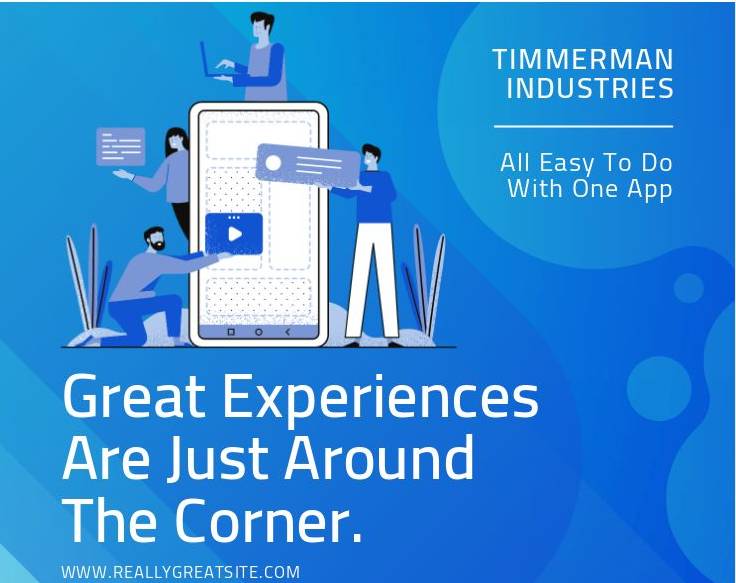 TIMMERMAN
INDUSTRIES
All Easy To Do
With One App
Great Experiences
Are Just Around
The Corner.
WWW.REALLYGREATSITE.COM